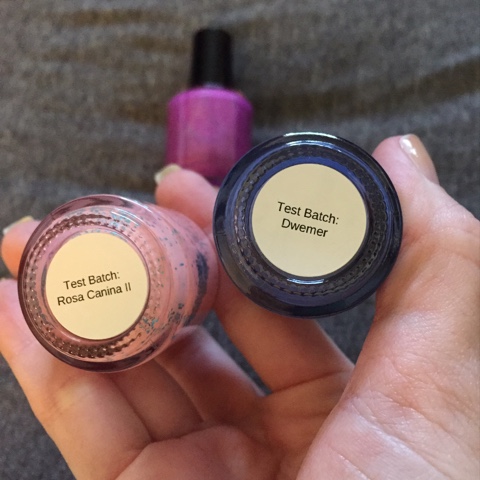 Test Batch:
Rosa Canina II
Test Batch:
Dwemer